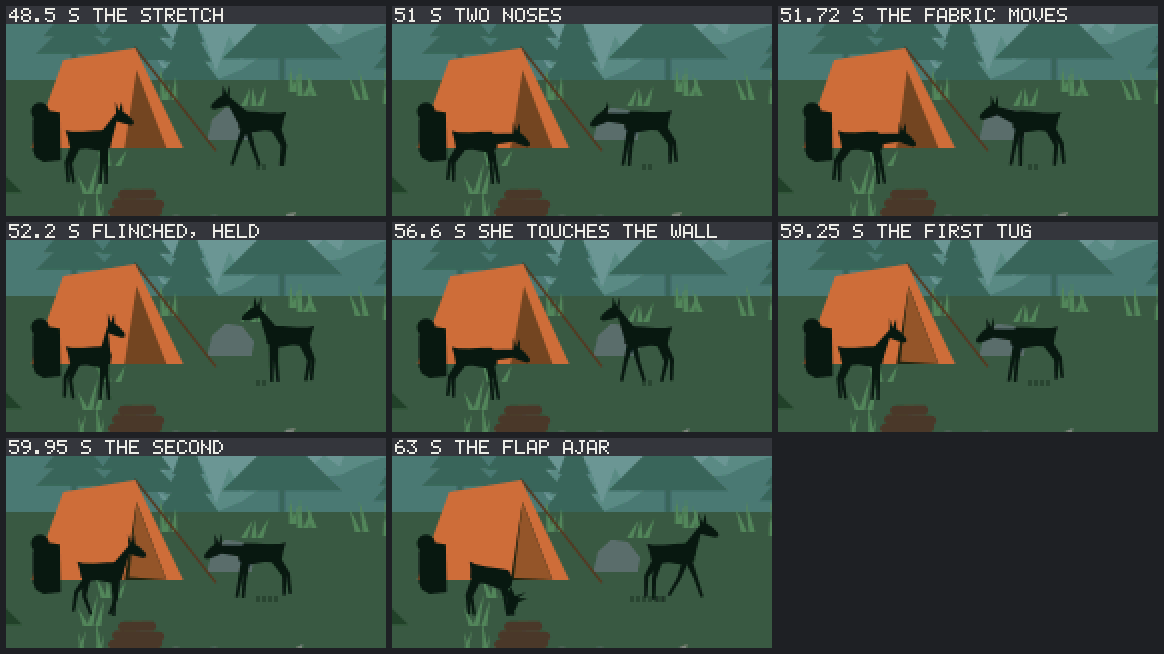 48.5 S THE STRETCH
51 S TWO NOSES
51.72 S THE FABRIC MOVES
52.2 S FLINCHED, HELD
56.6 S SHE TOUCHES THE WALL
59.25 S THE FIRST TUG
59.95 S THE SECOND
63 S THE FLAP AJAR